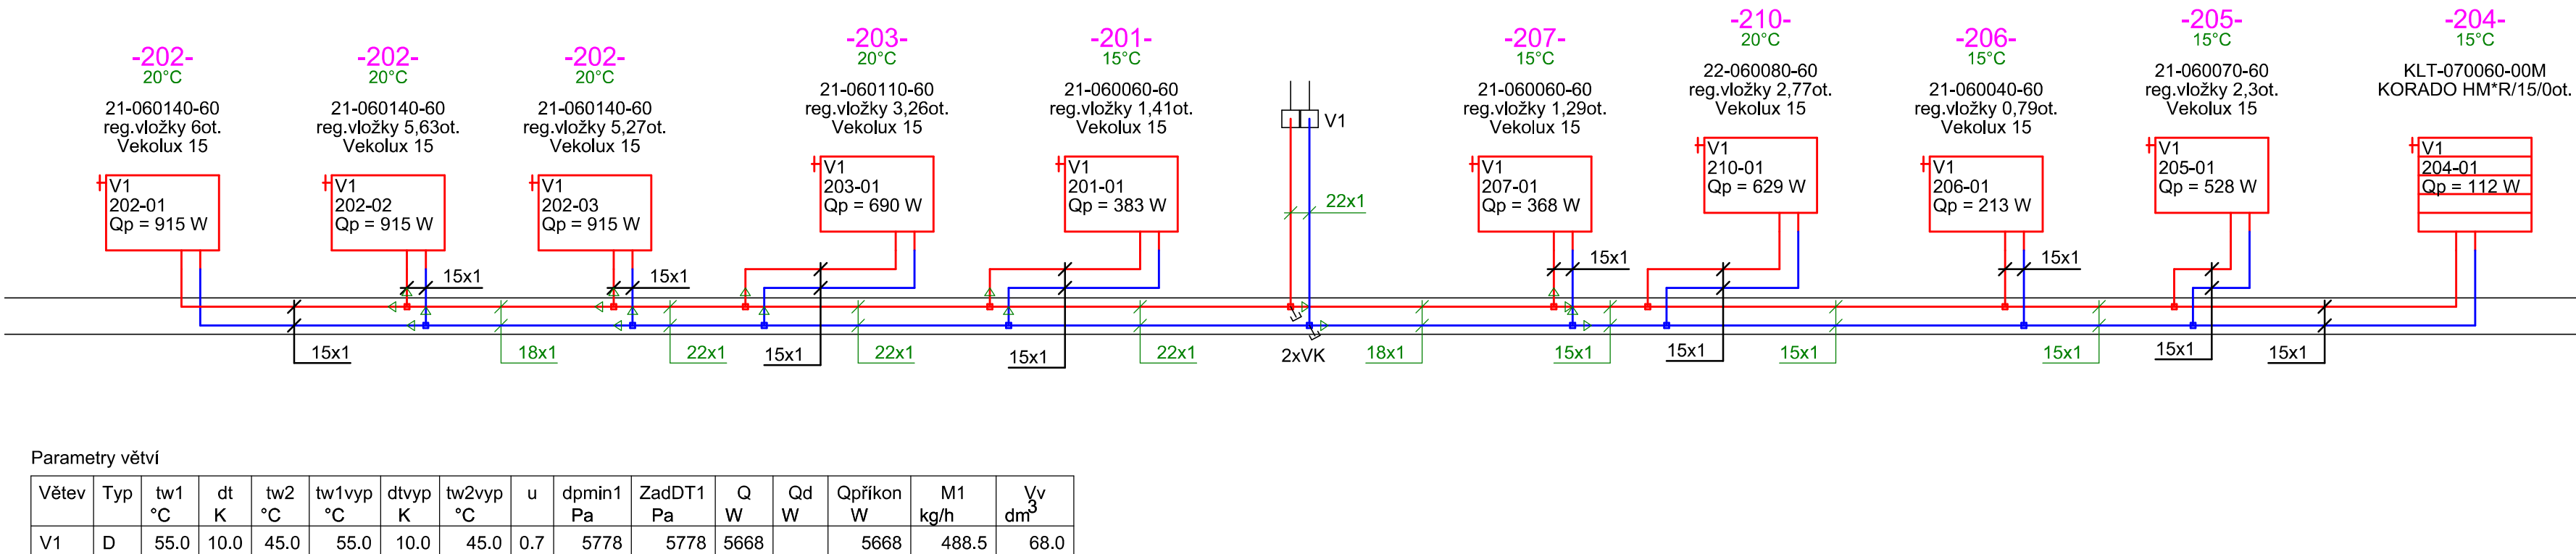 -202-
20°C
21-060140-60
reg.vložky 6ot.
Vekolux 15
V1
202-01
Qp = 915 W
-202-
20°C
21-060140-60
reg.vložky 5,63ot.
Vekolux 15
V1
202-02
Qp = 915 W
-202-
20°C
21-060140-60
reg.vložky 5,27ot.
Vekolux 15
V1
202-03
Qp = 915 W
-203-
20°C
21-060110-60
reg.vložky 3,26ot.
Vekolux 15
V1
203-01
Qp = 690 W
-201-
15°C
21-060060-60
reg.vložky 1,41ot.
Vekolux 15
V1
201-01
Qp = 383 W
V1
22x1
-207-
15°C
21-060060-60
reg.vložky 1,29ot.
Vekolux 15
V1
207-01
Qp = 368 W
-210-
20°C
22-060080-60
reg.vložky 2,77ot.
Vekolux 15
V1
210-01
Qp = 629 W
-206-
15°C
21-060040-60
reg.vložky 0,79ot.
Vekolux 15
V1
206-01
Qp = 213 W
-205-
15°C
21-060070-60
reg.vložky 2,3ot.
Vekolux 15
V1
205-01
Qp = 528 W
-204-
15°C
KLT-070060-00M
KORADO HM*R/15/0ot.
V1
204-01
Qp = 112 W
15x1 15x1 15x1 15x1
15x1 18x1 22x1 15x1 22x1 15x1 22x1 2xVK 18x1 15x1 15x1 15x1 15x1 15x1 15x1
Parametry větví
Větev Typ tw1 dt tw2 tw1vyp dtvyp tw2vyp u dpmin1 ZadDT1 Q Qd Qpříkon M1 Vv
°C K °C °C K °C Pa Pa W W W kg/h dm3
V1 D 55.0 10.0 45.0 55.0 10.0 45.0 0.7 5778 5778 5668 5668 488.5 68.0